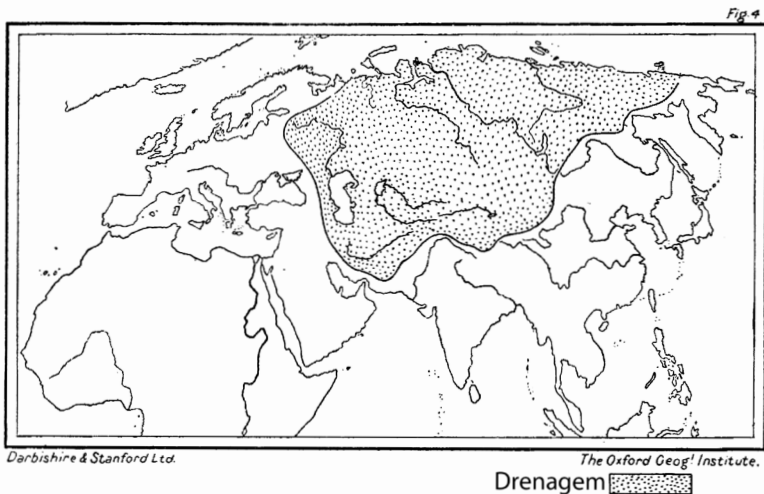 Fig. 4
Darbishire & Stanford Ltd.
The Oxford Geog! Institute.
Drenagem